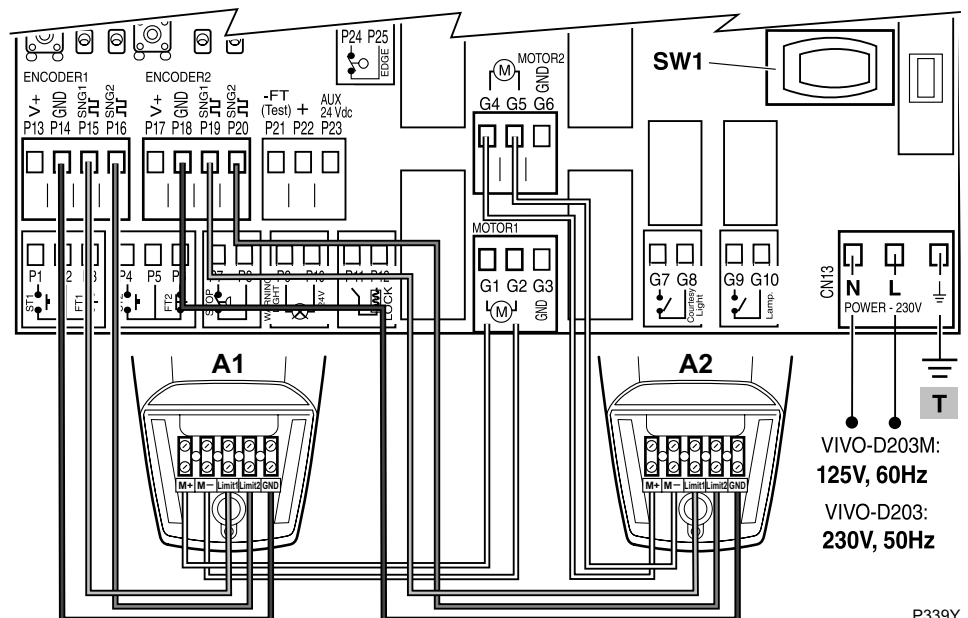 P24 P25
EDGE
SW1
ENCODER1
V+ GND SNG1 SNG2
P13 P14 P15 P16
ENCODER2
V+ GND SNG1 SNG2
P17 P18 P19 P20
-FT (Test) + AUX 24 Vdc
P21 P22 P23
M MOTOR2
GND
G4 G5 G6
MOTOR1
G1 G2 G3
M GND
P1
ST1
FT1
P4 P5
FT2
STOP
WARNING LIGHT
24V
LOCK
G7 G8
Courtesy Light
G9 G10
Lamp.
CN13
N L
POWER - 230V
T
A1
M+ M− Limit1 Limit2 GND
A2
M+ M− Limit1 Limit2 GND
VIVO-D203M:
125V, 60Hz
VIVO-D203:
230V, 50Hz
P339Y